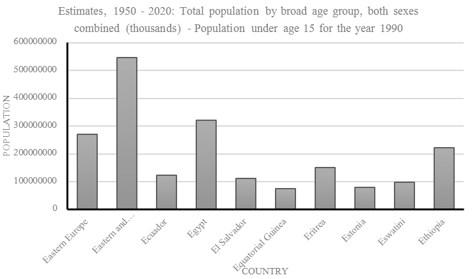 Estimates, 1950 - 2020: Total population by broad age group, both sexes
combined (thousands) - Population under age 15 for the year 1990
600000000
500000000
400000000
300000000
200000000
100000000
0
POPULATION
Eastern Europe
Eastern and…
Ecuador
Egypt
El Salvador
Equatorial Guinea
Eritrea
Estonia
Eswatini
Ethiopia
COUNTRY